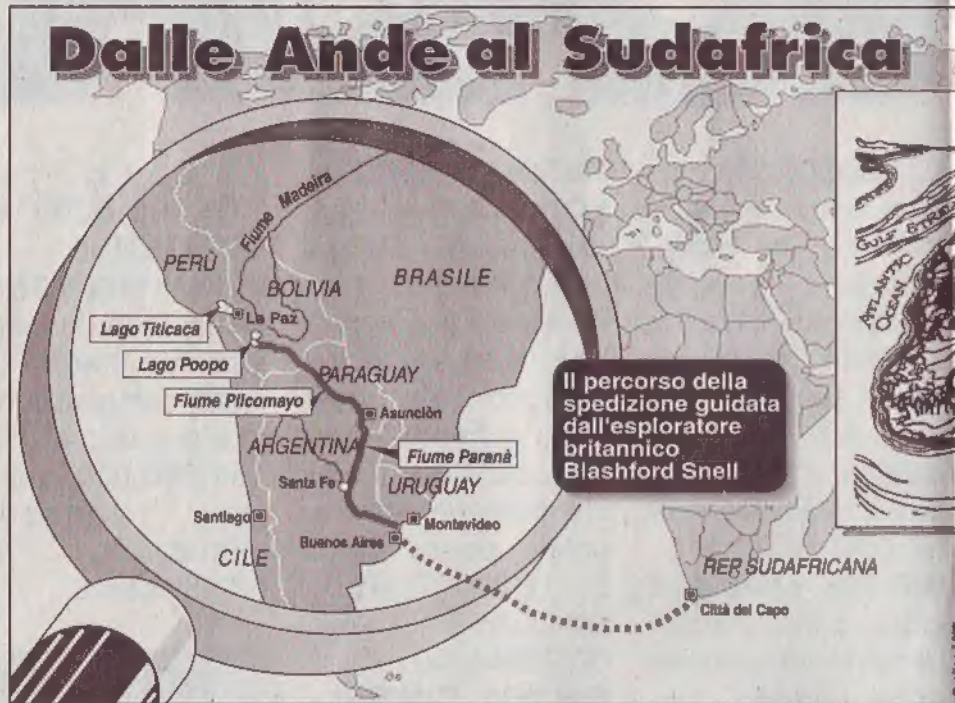 Dalle Ande al Sudafrica
Fiume Madeira
PERÙ
BOLIVIA
BRASILE
Lago Titicaca
La Paz
Lago Poopo
PARAGUAY
Fiume Pilcomayo
Asunciòn
ARGENTINA
Fiume Paranà
Santa Fe
URUGUAY
Santiago
Montevideo
Buenos Aires
CILE
Il percorso della
spedizione guidata
dall'esploratore
britannico
Blashford Snell
REP. SUDAFRICANA
Città del Capo
GULF STREAM
ATLANTIC
OCEAN